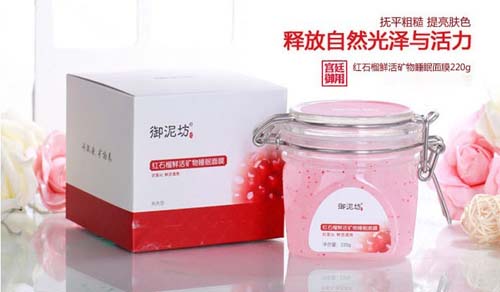 抚平粗糙 提亮肤色
释放自然光泽与活力
宫廷御用
红石榴鲜活矿物睡眠面膜220g
御泥坊
红石榴鲜活矿物睡眠面膜
御泥坊
红石榴鲜活矿物睡眠面膜
净含量：220g